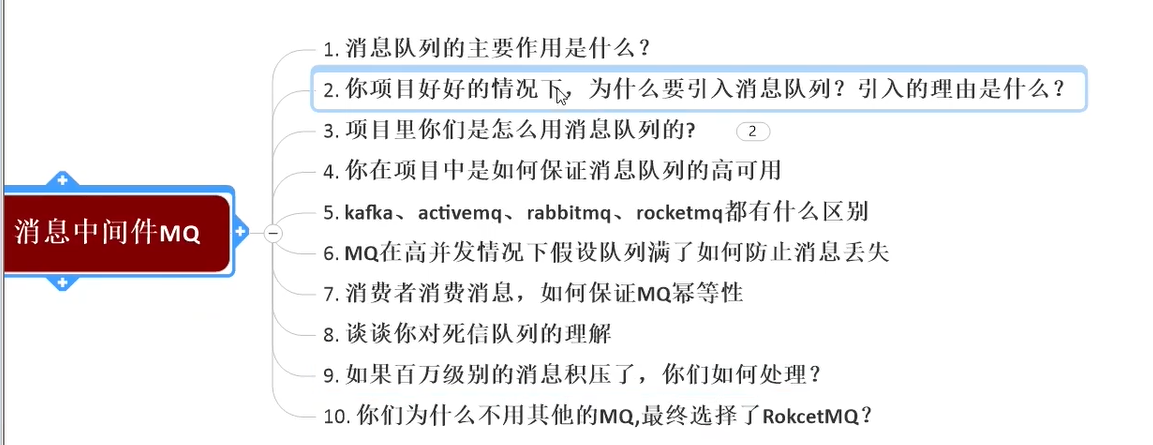 1. 消息队列的主要作用是什么？
2. 你项目好好的情况下，为什么要引入消息队列？引入的理由是什么？
3. 项目里你们是怎么用消息队列的?
2
4. 你在项目中是如何保证消息队列的高可用
5. kafka、activemq、rabbitmq、rocketmq都有什么区别
消息中间件MQ
6. MQ在高并发情况下假设队列满了如何防止消息丢失
7. 消费者消费消息，如何保证MQ幂等性
8. 谈谈你对死信队列的理解
9. 如果百万级别的消息积压了，你们如何处理？
10. 你们为什么不用其他的MQ,最终选择了RokcetMQ？